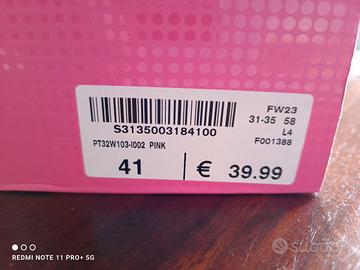 S3135003184100
PT32W103-I002 PINK
41
€ 39.99
FW23
31-35 58
L4
F001388
REDMI NOTE 11 PRO+ 5G
Subito